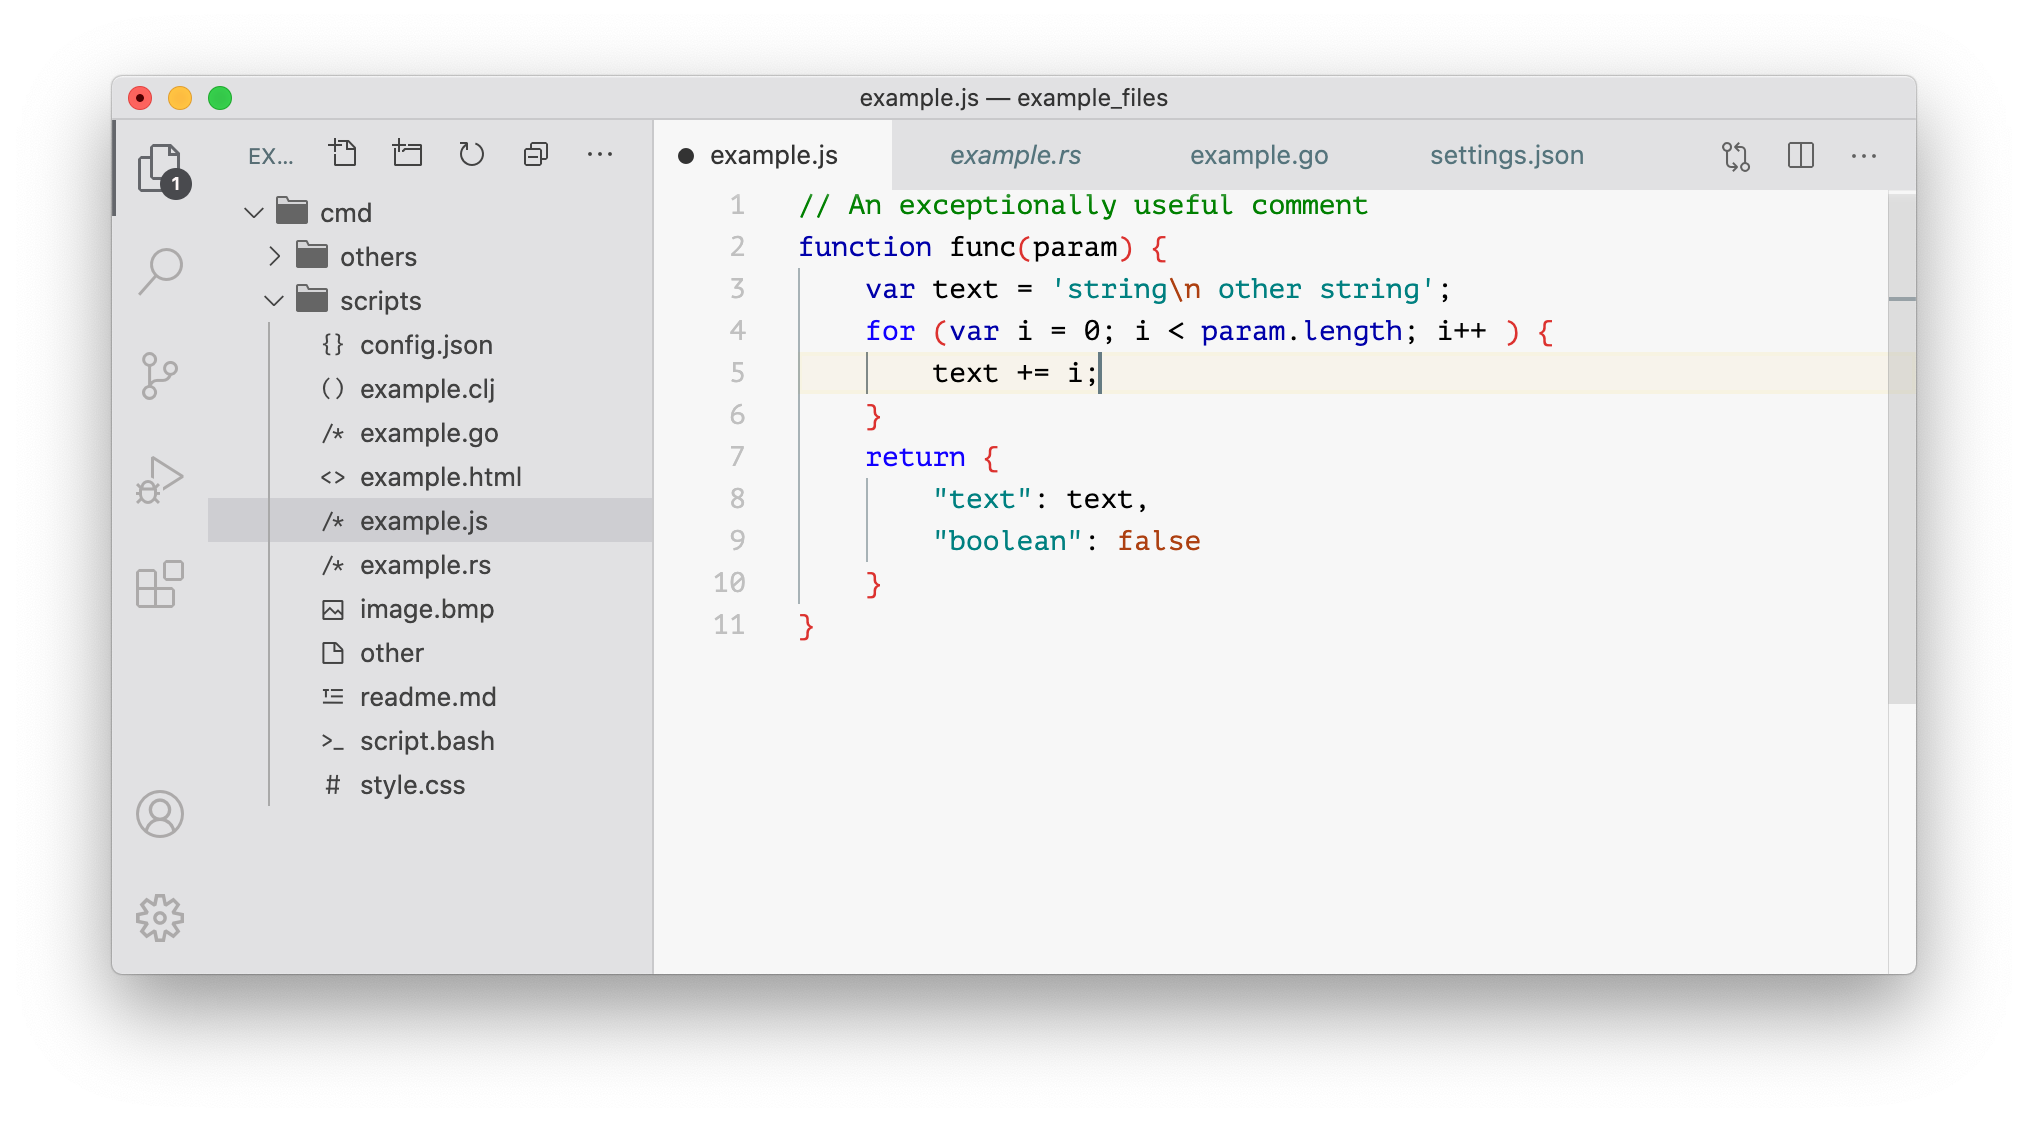 example.js — example_files
EX...
1
cmd
others
scripts
{} config.json
() example.clj
/* example.go
<> example.html
/* example.js
/* example.rs
image.bmp
other
readme.md
>_ script.bash
# style.css
example.js example.rs example.go settings.json
1 // An exceptionally useful comment
2 function func(param) {
3     var text = 'string\n other string';
4     for (var i = 0; i < param.length; i++ ) {
5         text += i;
6     }
7     return {
8         "text": text,
9         "boolean": false
10     }
11 }